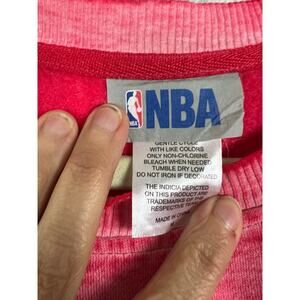 NBA
GENTLE CYCLE
WITH LIKE COLORS
ONLY NON-CHLORINE
BLEACH WHEN NEEDED
TUMBLE DRY LOW
DO NOT IRON IF DECORATED
THE INDICIA DEPICTED
ON THIS PRODUCT ARE
TRADEMARKS OF THE
RESPECTIVE
MADE IN CHINA